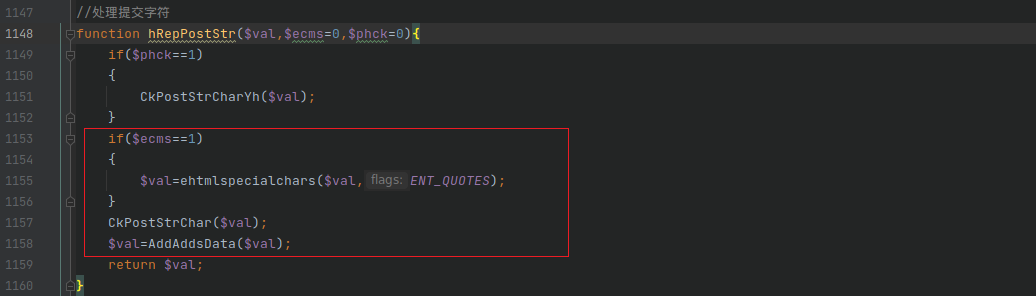 1147 //处理提交字符
1148 function hRepPostStr($val,$ecms=0,$phck=0){
1149 if($phck==1)
1150 {
1151 CkPostStrCharYh($val);
1152 }
1153 if($ecms==1)
1154 {
1155 $val=ehtmlspecialchars($val, flags: ENT_QUOTES);
1156 }
1157 CkPostStrChar($val);
1158 $val=AddAddsData($val);
1159 return $val;
1160 }